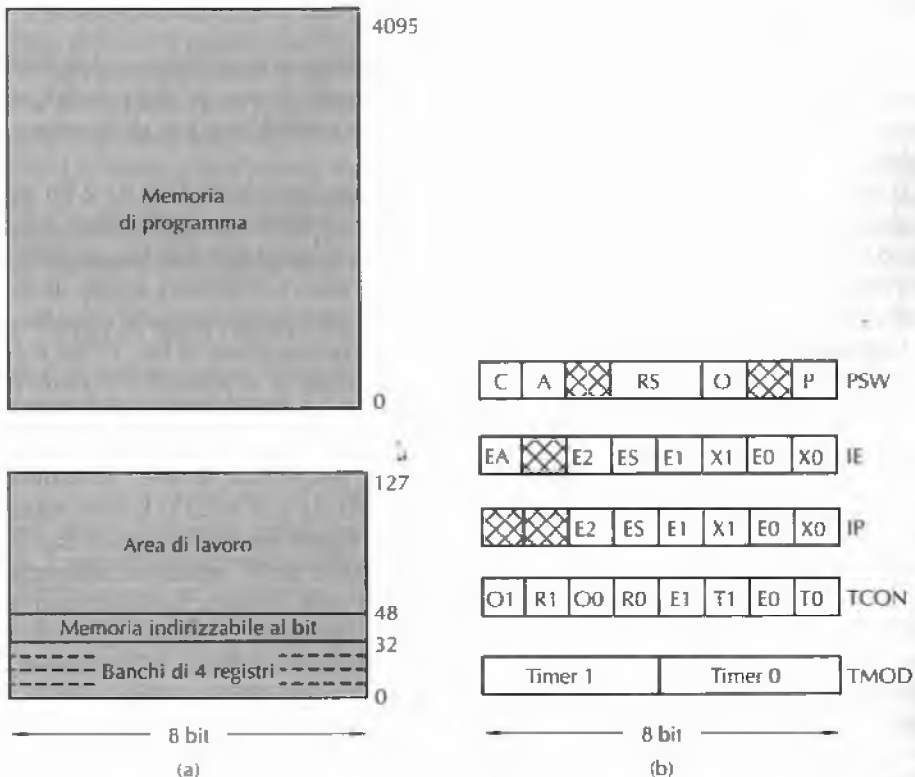 4095
Memoria
di programma
0
127
Area di lavoro
48
Memoria indirizzabile al bit
32
Banchi di 4 registri
0
8 bit
(a)
C A RS O P PSW
EA E2 ES E1 X1 E0 X0 IE
E2 ES E1 X1 E0 X0 IP
O1 R1 O0 R0 E1 T1 E0 T0 TCON
Timer 1 Timer 0 TMOD
8 bit
(b)